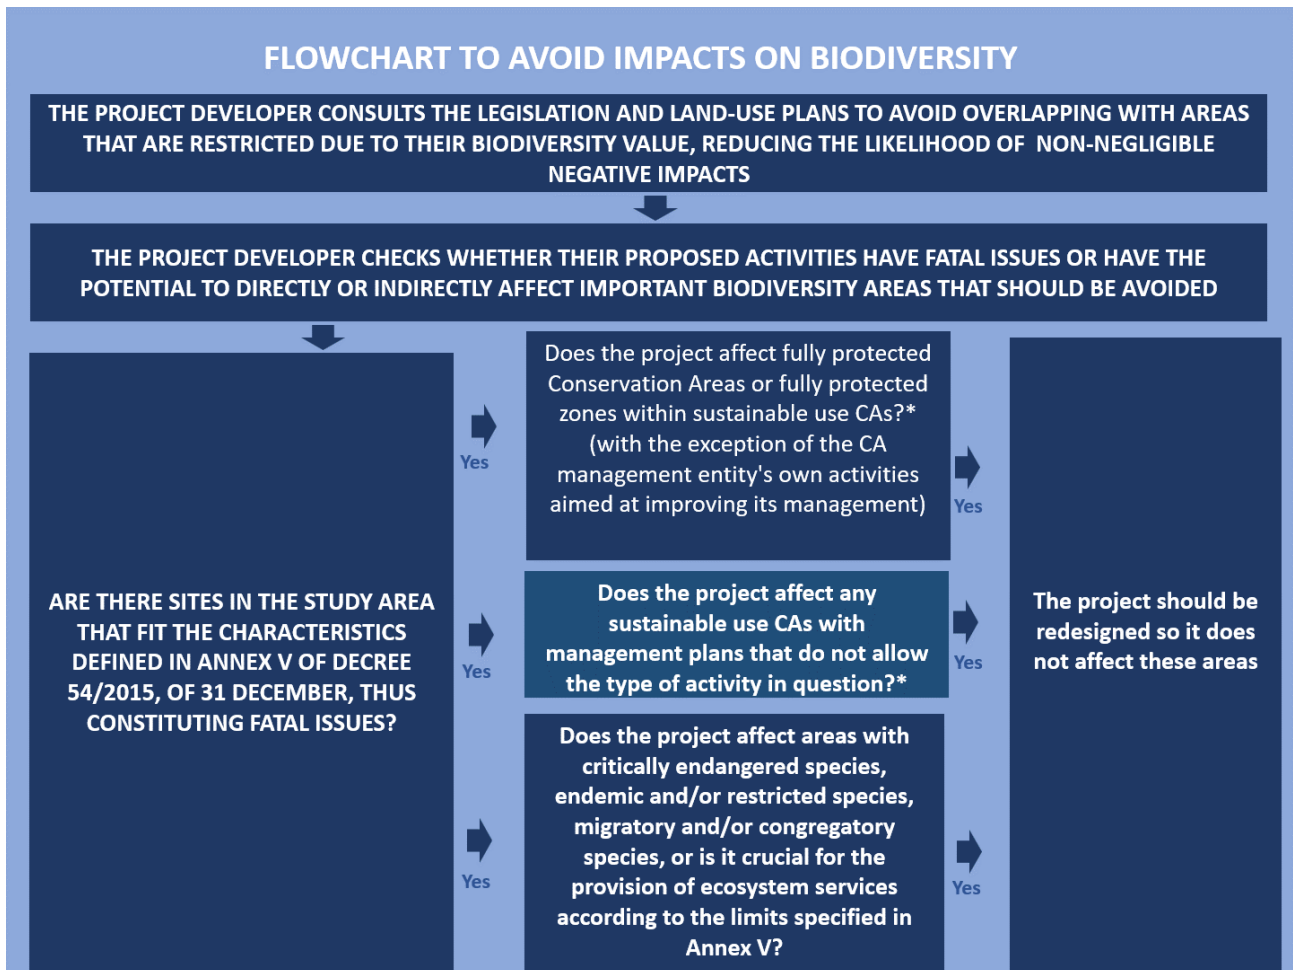 FLOWCHART TO AVOID IMPACTS ON BIODIVERSITY
THE PROJECT DEVELOPER CONSULTS THE LEGISLATION AND LAND-USE PLANS TO AVOID OVERLAPPING WITH AREAS
THAT ARE RESTRICTED DUE TO THEIR BIODIVERSITY VALUE, REDUCING THE LIKELIHOOD OF NON-NEGLIGIBLE
NEGATIVE IMPACTS
THE PROJECT DEVELOPER CHECKS WHETHER THEIR PROPOSED ACTIVITIES HAVE FATAL ISSUES OR HAVE THE
POTENTIAL TO DIRECTLY OR INDIRECTLY AFFECT IMPORTANT BIODIVERSITY AREAS THAT SHOULD BE AVOIDED
ARE THERE SITES IN THE STUDY AREA
THAT FIT THE CHARACTERISTICS
DEFINED IN ANNEX V OF DECREE
54/2015, OF 31 DECEMBER, THUS
CONSTITUTING FATAL ISSUES?
Yes
Does the project affect fully protected
Conservation Areas or fully protected
zones within sustainable use CAs?*
(with the exception of the CA
management entity's own activities
aimed at improving its management)
Yes
Yes
Does the project affect any
sustainable use CAs with
management plans that do not allow
the type of activity in question?*
Yes
Yes
Does the project affect areas with
critically endangered species,
endemic and/or restricted species,
migratory and/or congregatory
species, or is it crucial for the
provision of ecosystem services
according to the limits specified in
Annex V?
Yes
The project should be
redesigned so it does
not affect these areas